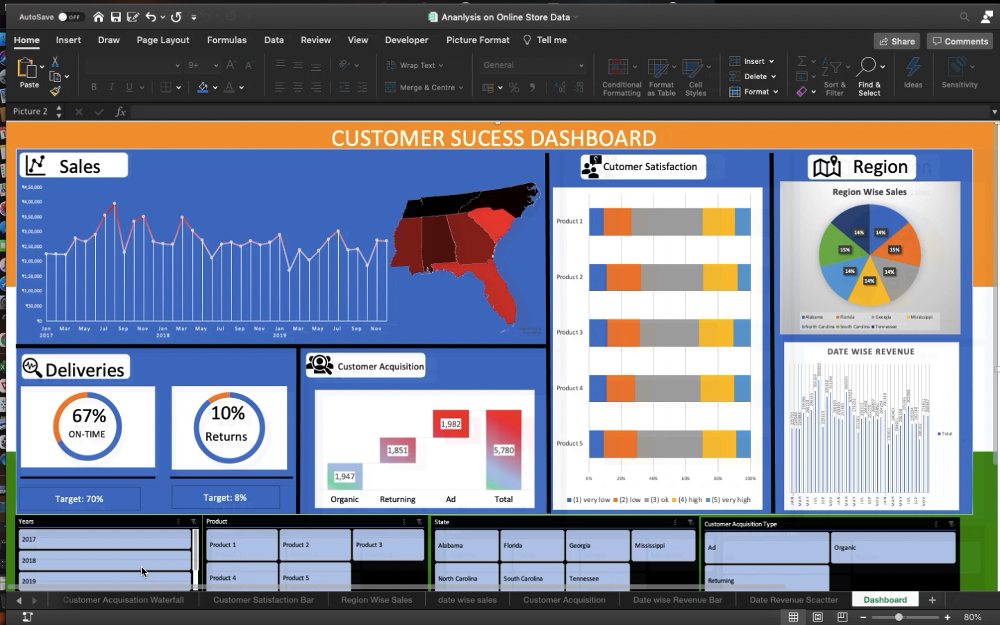 AutoSave OFF
Ananlysis on Online Store Data
Home Insert Draw Page Layout Formulas Data Review View Developer Picture Format Tell me
Share Comments
Paste
9+
Wrap Text
Merge & Centre
General
Conditional Formatting
Format as Table
Cell Styles
Insert
Delete
Format
Sort & Filter
Find & Select
Ideas
Sensitivity
Picture 2
fx
CUSTOMER SUCESS DASHBOARD
Sales
₹4,50,000
₹4,00,000
₹3,50,000
₹3,00,000
₹2,50,000
₹2,00,000
₹1,50,000
₹1,00,000
₹50,000
₹0
Jan Mar May Jul Sep Nov Jan Mar May Jul Sep Nov Jan Mar May Jul Sep Nov
2017 2018 2019
Cutomer Satisfaction
Product 1
Product 2
Product 3
Product 4
Product 5
0% 20% 40% 60% 80% 100%
(1) very low (2) low (3) ok (4) high (5) very high
Region
Region Wise Sales
14% 14%
15% 15%
14% 14%
14%
Alabama Florida Georgia Mississippi
North Carolina South Carolina Tennessee
DATE WISE REVENUE
Total
JAN MAR MAY JUL SEP NOV JAN MAR MAY JUL SEP NOV JAN MAR MAY JUL SEP NOV
Deliveries
67%
ON-TIME
10%
Returns
Target: 70%
Target: 8%
Customer Acquisition
1,982
1,851
5,780
1,947
Organic Returning Ad Total
Years
2017
2018
2019
Product
Product 1 Product 2 Product 3
Product 4 Product 5
State
Alabama Florida Georgia Mississippi
North Carolina South Carolina Tennessee
Customer Acquisition Type
Ad Organic
Returning
Customer Acquisation Waterfall Customer Satisfaction Bar Region Wise Sales date wise sales Customer Acquisition Date wise Revenue Bar Date Revenue Scactter Dashboard
80%